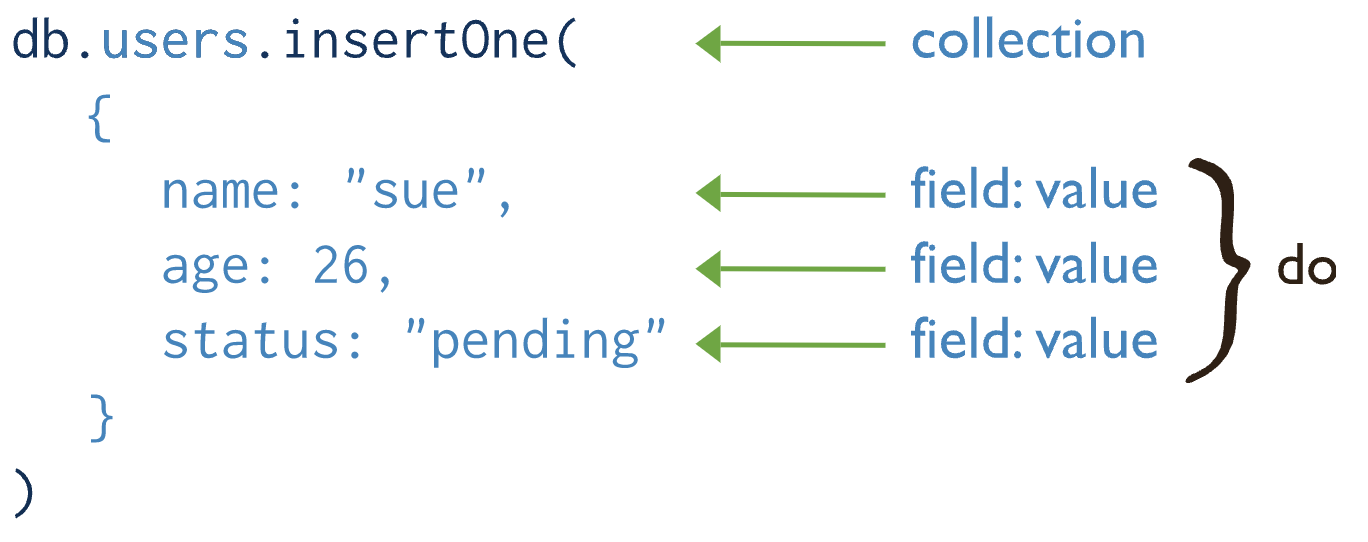 db.users.insertOne( collection
{
name: "sue", field: value
age: 26, field: value do
status: "pending" field: value
}
)